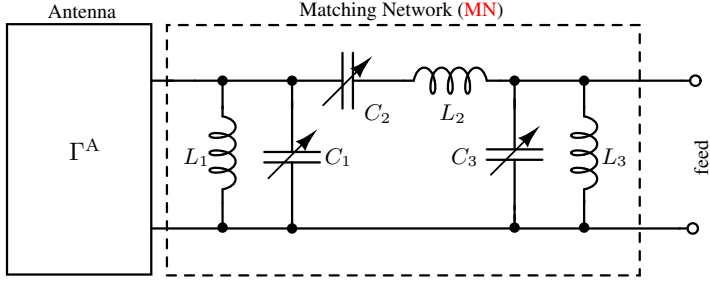 Antenna
Matching Network (MN)
Γ^A
L_1
C_1
C_2
L_2
C_3
L_3
feed